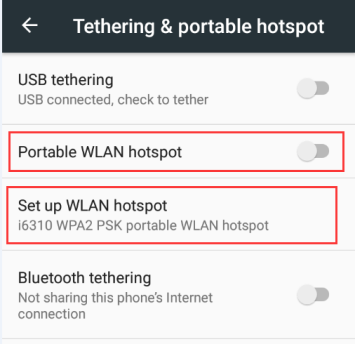 Tethering & portable hotspot
USB tethering
USB connected, check to tether
Portable WLAN hotspot
Set up WLAN hotspot
i6310 WPA2 PSK portable WLAN hotspot
Bluetooth tethering
Not sharing this phone's Internet
connection